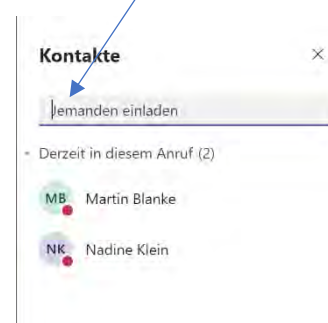 Kontakte
Jemanden einladen
Derzeit in diesem Anruf (2)
MB Martin Blanke
NK Nadine Klein